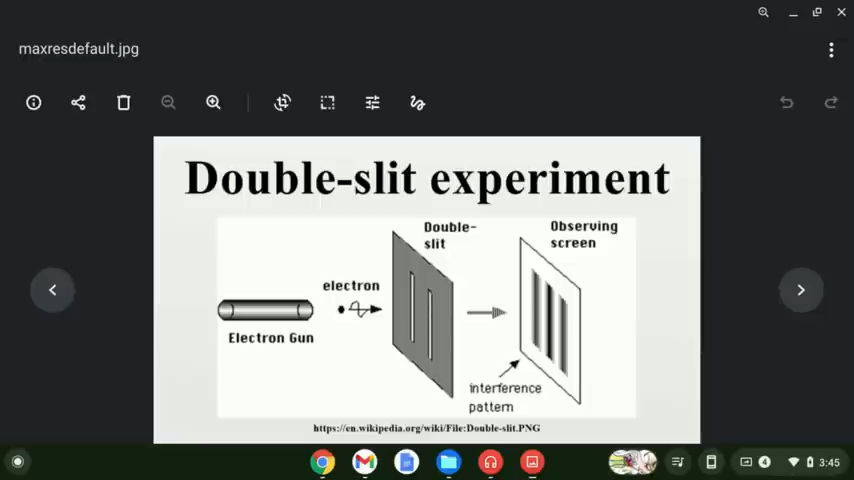 maxresdefault.jpg
Double-slit experiment
Double-
slit
Observing
screen
electron
Electron Gun
interference
pattern
https://en.wikipedia.org/wiki/File:Double-slit.PNG
4
3:45